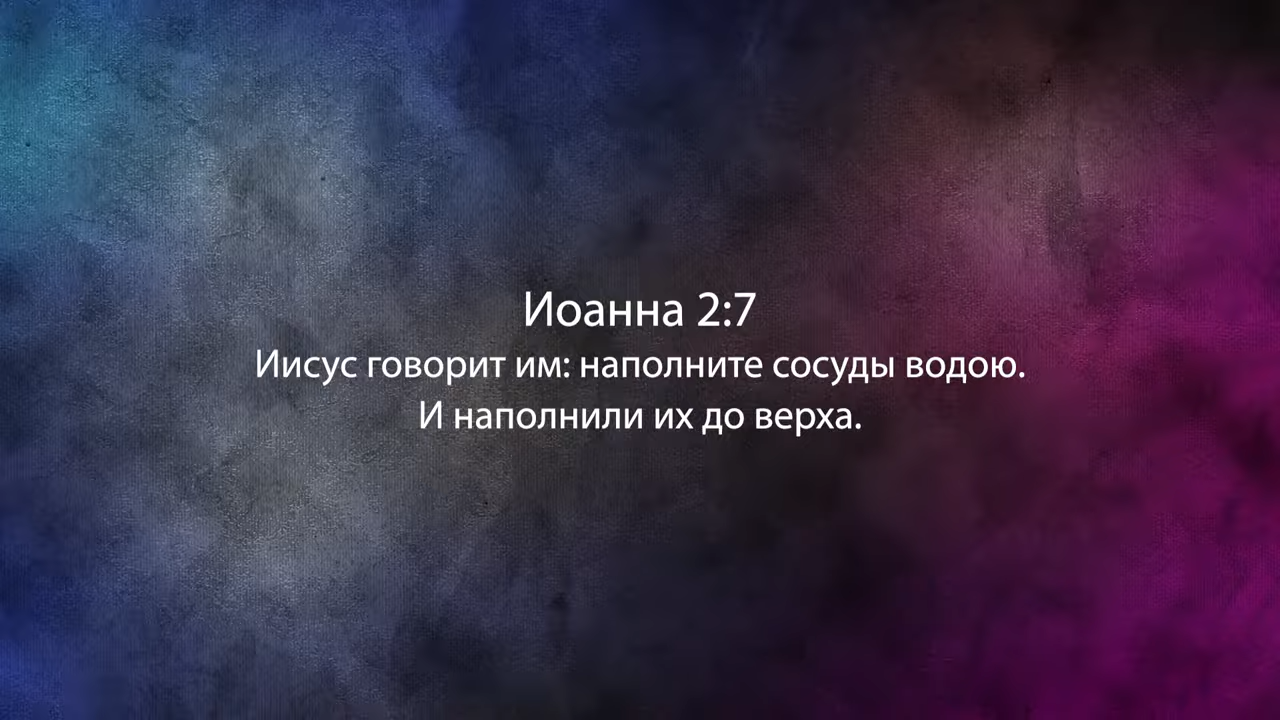 Иоанна 2:7
Иисус говорит им: наполните сосуды водою.
И наполнили их до верха.